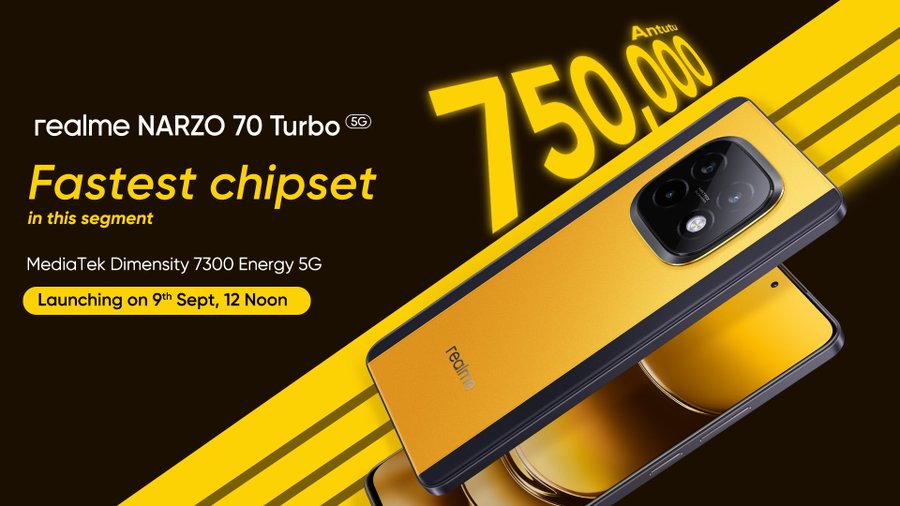 Antutu
750,000
realme NARZO 70 Turbo 5G
Fastest chipset
in this segment
MediaTek Dimensity 7300 Energy 5G
Launching on 9th Sept, 12 Noon
realme